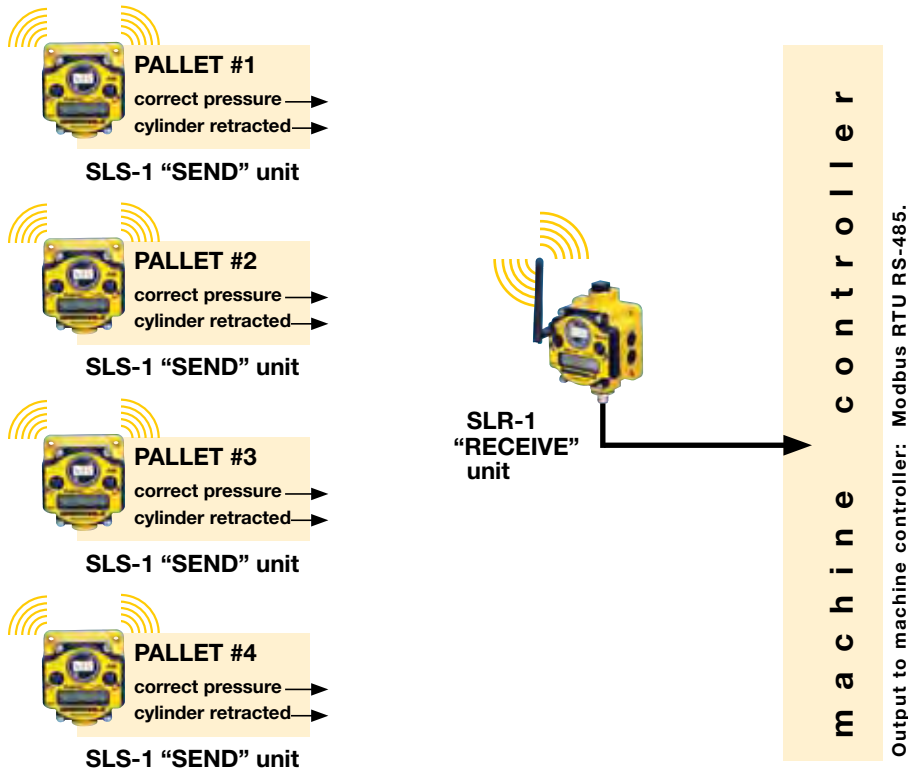 PALLET #1
correct pressure
cylinder retracted
SLS-1 “SEND” unit
PALLET #2
correct pressure
cylinder retracted
SLS-1 “SEND” unit
PALLET #3
correct pressure
cylinder retracted
SLS-1 “SEND” unit
PALLET #4
correct pressure
cylinder retracted
SLS-1 “SEND” unit
SLR-1
“RECEIVE”
unit
machine controller
Output to machine controller: Modbus RTU RS-485.